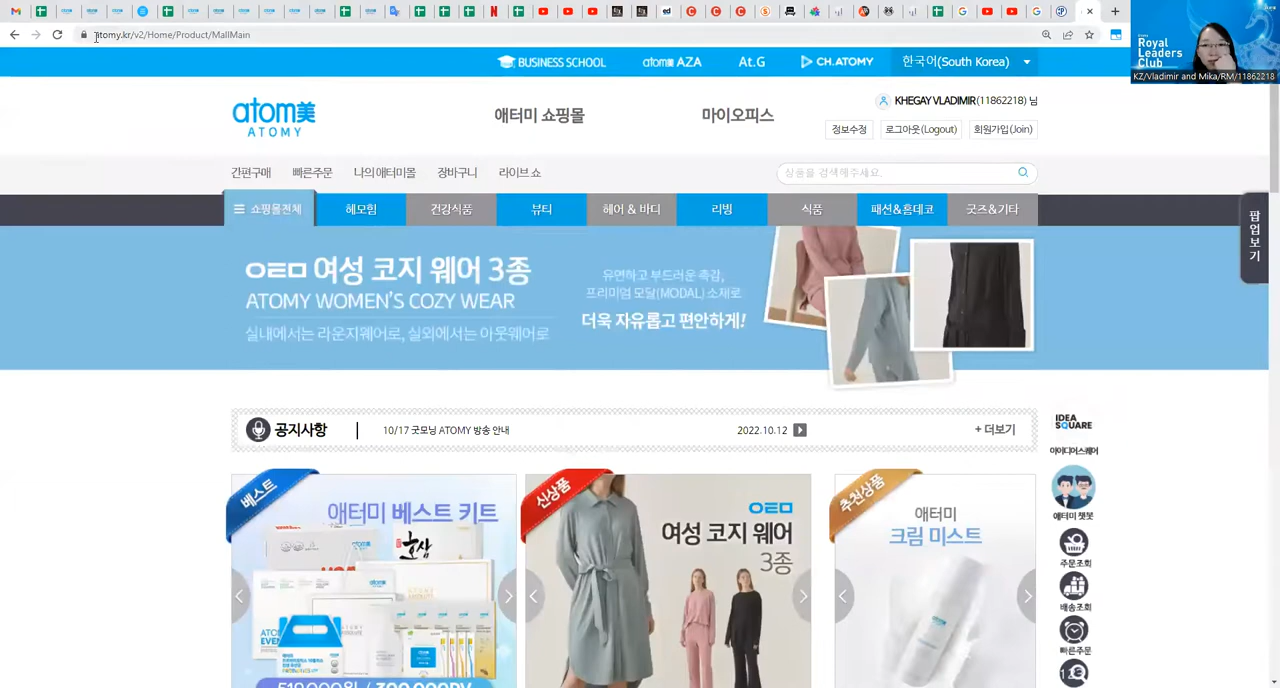 atomy.kr/v2/Home/Product/MallMain
Royal
Leaders
Club
KZ/Vladimir and Mika/RM/11862218
BUSINESS SCHOOL
atomy AZA
At.G
CH.ATOMY
한국어(South Korea)
atom美
ATOMY
애터미 쇼핑몰
마이오피스
KHEGAY VLADIMIR(11862218) 님
정보수정
로그아웃(Logout)
회원가입(Join)
간편구매
빠른주문
나의 애터미몰
장바구니
라이브 쇼
상품을 검색해주세요.
쇼핑몰전체
헤모힘
건강식품
뷰티
헤어 & 바디
리빙
식품
패션&홈데코
굿즈&기타
팝업보기
여성 코지 웨어 3종
ATOMY WOMEN'S COZY WEAR
실내에서는 라운지웨어로, 실외에서는 아웃웨어로
유연하고 부드러운 촉감,
프리미엄 모달(MODAL) 소재로
더욱 자유롭고 편안하게!
공지사항
10/17 굿모닝 ATOMY 방송 안내
2022.10.12
+ 더보기
IDEA
SQUARE
아이디어스퀘어
애터미 챗봇
주문조회
배송조회
빠른주문
베스트
애터미 베스트 키트
신상품
여성 코지 웨어
3종
추천상품
애터미
크림 미스트